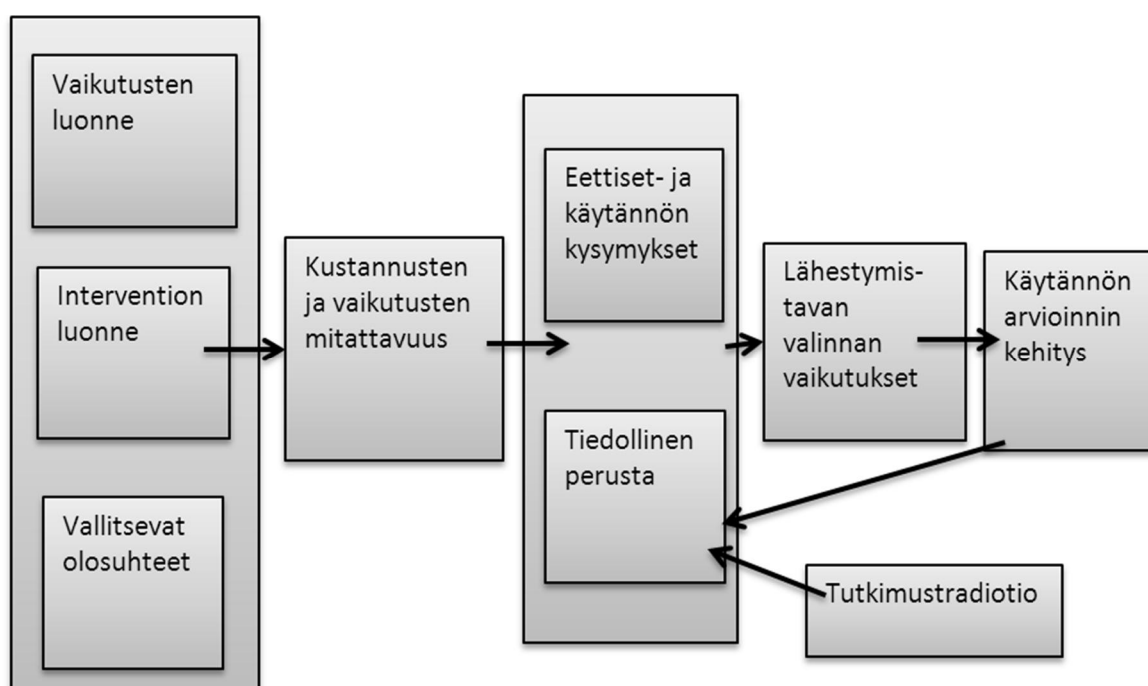 Vaikutusten
luonne
Intervention
luonne
Vallitsevat
olosuhteet
Kustannusten
ja vaikutusten
mitattavuus
Eettiset- ja
käytännön
kysymykset
Tiedollinen
perusta
Lähestymis-
tavan
valinnan
vaikutukset
Käytännön
arvioinnin
kehitys
Tutkimustradiotio